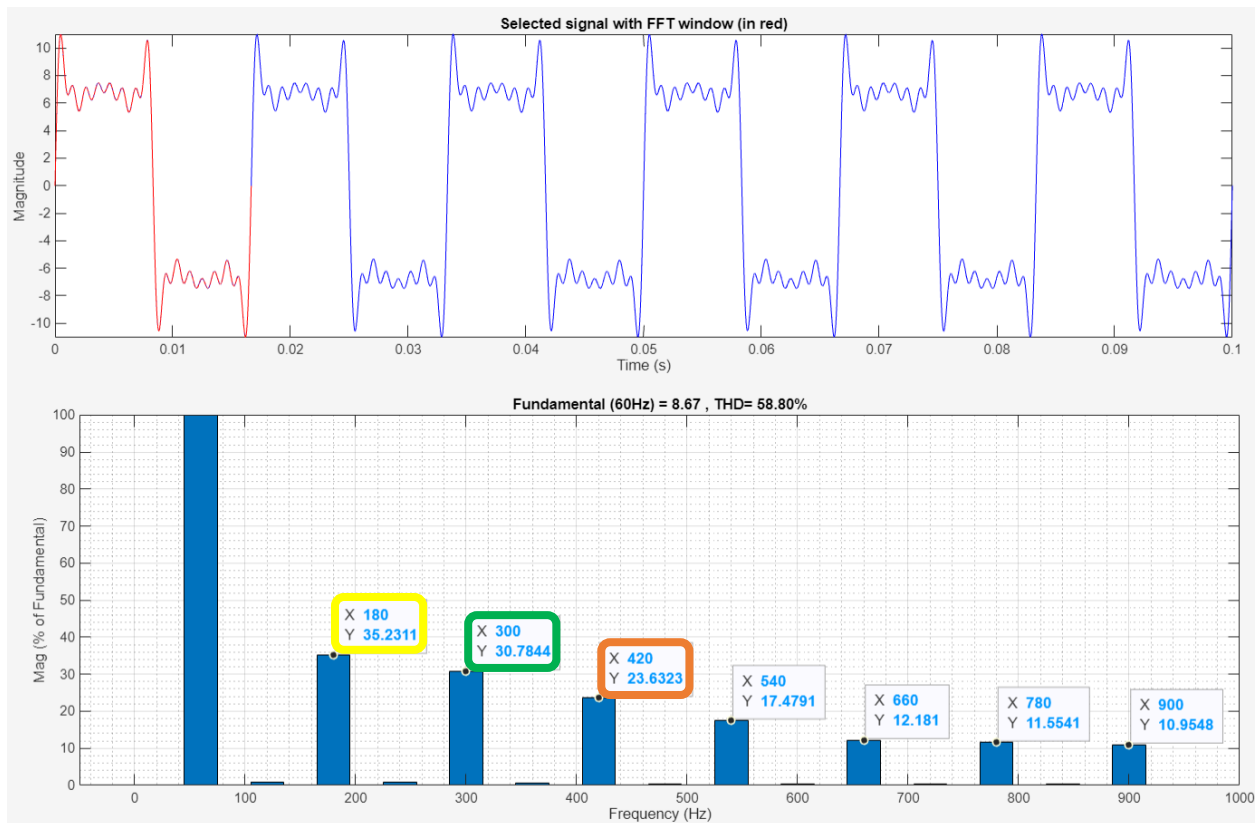 Selected signal with FFT window (in red)
10
8
6
4
2
0
-2
-4
-6
-8
-10
Magnitude
0
0.01
0.02
0.03
0.04
0.05
0.06
0.07
0.08
0.09
0.1
Time (s)
Fundamental (60Hz) = 8.67 , THD= 58.80%
100
90
80
70
60
50
40
30
20
10
0
Mag (% of Fundamental)
X 180
Y 35.2311
X 300
Y 30.7844
X 420
Y 23.6323
X 540
Y 17.4791
X 660
Y 12.181
X 780
Y 11.5541
X 900
Y 10.9548
0
100
200
300
400
500
600
700
800
900
1000
Frequency (Hz)